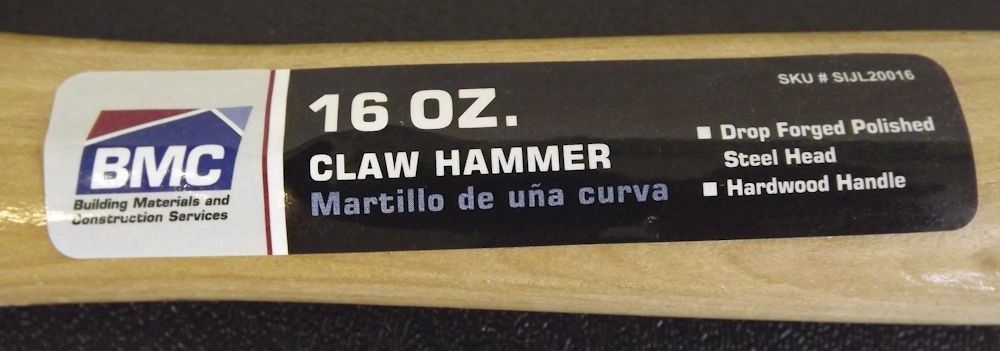 BMC
Building Materials and
Construction Services
16 OZ.
CLAW HAMMER
Martillo de uña curva
SKU # SIJL20016
■ Drop Forged Polished
Steel Head
■ Hardwood Handle